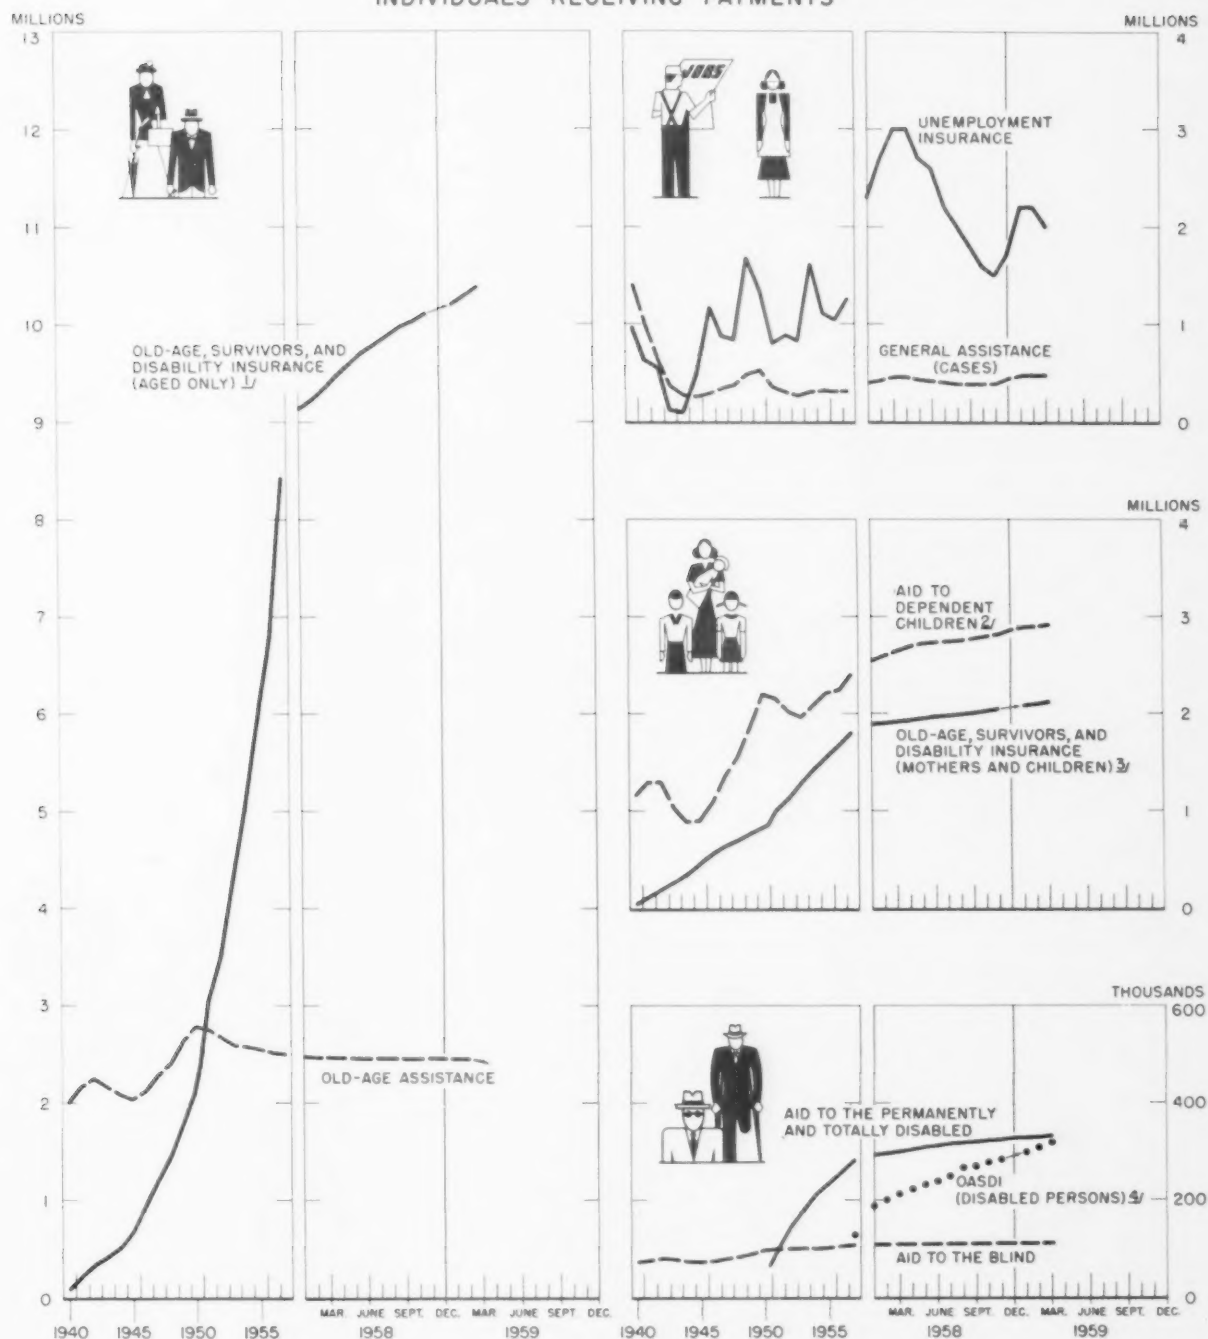 INDIVIDUALS RECEIVING PAYMENTS
MILLIONS
13
12
11
10
9
8
7
6
5
4
3
2
1
0
OLD-AGE, SURVIVORS, AND
DISABILITY INSURANCE
(AGED ONLY) 1/
OLD-AGE ASSISTANCE
1940 1945 1950 1955
MAR. JUNE SEPT. DEC. MAR. JUNE SEPT. DEC.
1958 1959
MILLIONS
4
3
2
1
0
JOBS
UNEMPLOYMENT
INSURANCE
GENERAL ASSISTANCE
(CASES)
MILLIONS
4
3
2
1
0
AID TO
DEPENDENT
CHILDREN 2/
OLD-AGE, SURVIVORS, AND
DISABILITY INSURANCE
(MOTHERS AND CHILDREN) 3/
THOUSANDS
600
400
200
0
AID TO THE PERMANENTLY
AND TOTALLY DISABLED
OASDI
(DISABLED PERSONS) 4/
AID TO THE BLIND
1940 1945 1950 1955
MAR. JUNE SEPT. DEC. MAR. JUNE SEPT. DEC.
1958 1959